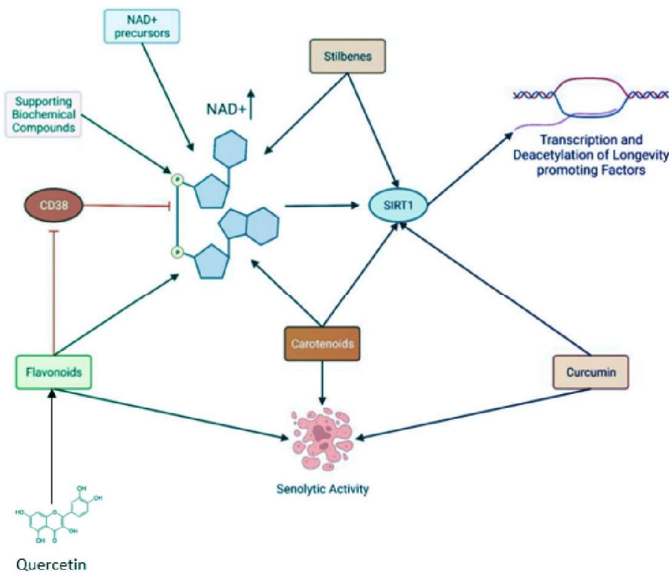 NAD+
precursors
Stilbenes
Supporting
Biochemical
Compounds
NAD+
Transcription and
Deacetylation of Longevity
promoting Factors
CD38
SIRT1
P
P
Flavonoids
Carotenoids
Curcumin
Senolytic Activity
OH
OH
HO
O
OH
OH
O
Quercetin